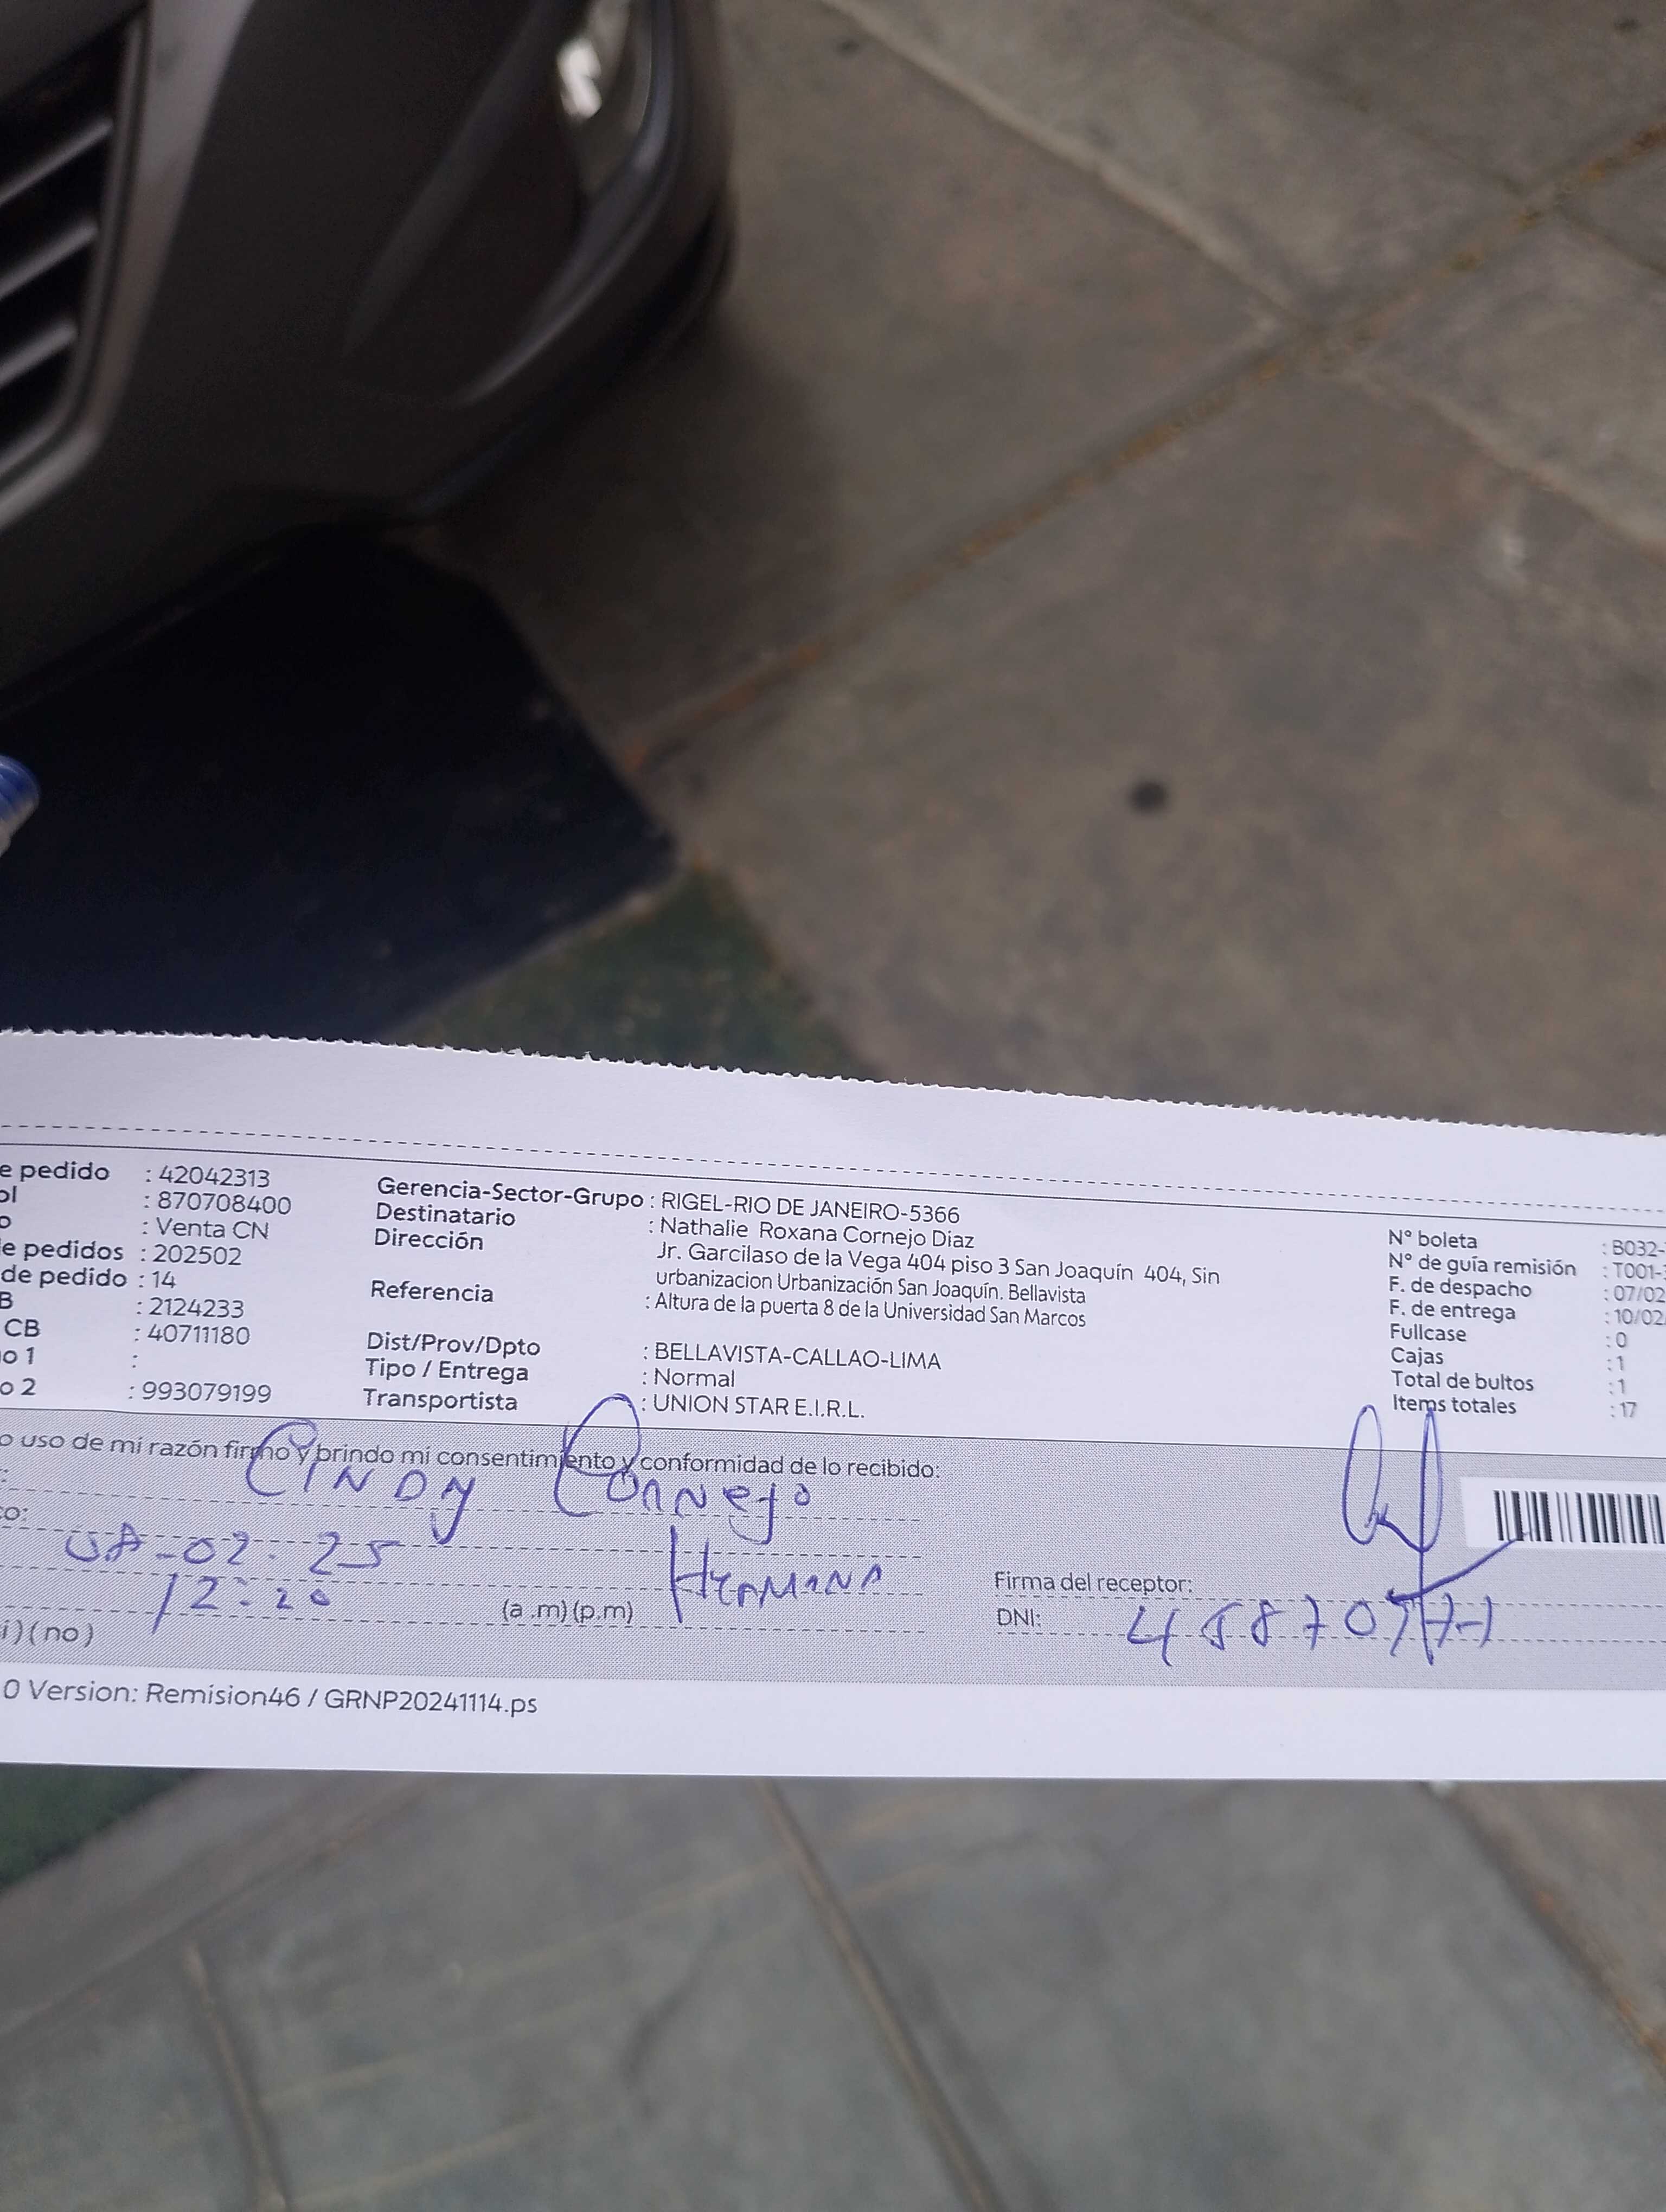 e pedido : 42042313
ol : 870708400
o : Venta CN
e pedidos : 202502
de pedido : 14
B : 2124233
CB : 40711180
o 1 :
o 2 : 993079199
Gerencia-Sector-Grupo : RIGEL-RIO DE JANEIRO-5366
Destinatario : Nathalie Roxana Cornejo Diaz
Dirección Jr. Garcilaso de la Vega 404 piso 3 San Joaquín 404, Sin
urbanizacion Urbanización San Joaquín. Bellavista
Referencia : Altura de la puerta 8 de la Universidad San Marcos
Dist/Prov/Dpto : BELLAVISTA-CALLAO-LIMA
Tipo / Entrega : Normal
Transportista : UNION STAR E.I.R.L.
N° boleta : B032-
N° de guía remisión : T001-
F. de despacho : 07/02
F. de entrega : 10/02
Fullcase : 0
Cajas : 1
Total de bultos : 1
Items totales : 17
o uso de mi razón firmo y brindo mi consentimiento y conformidad de lo recibido:
Cindy Cornejo
co:
-02-25
HERMANA
12:20 (a.m) (p.m)
i) (no)
Firma del receptor:
DNI:
0 Version: Remision46 / GRNP20241114.ps